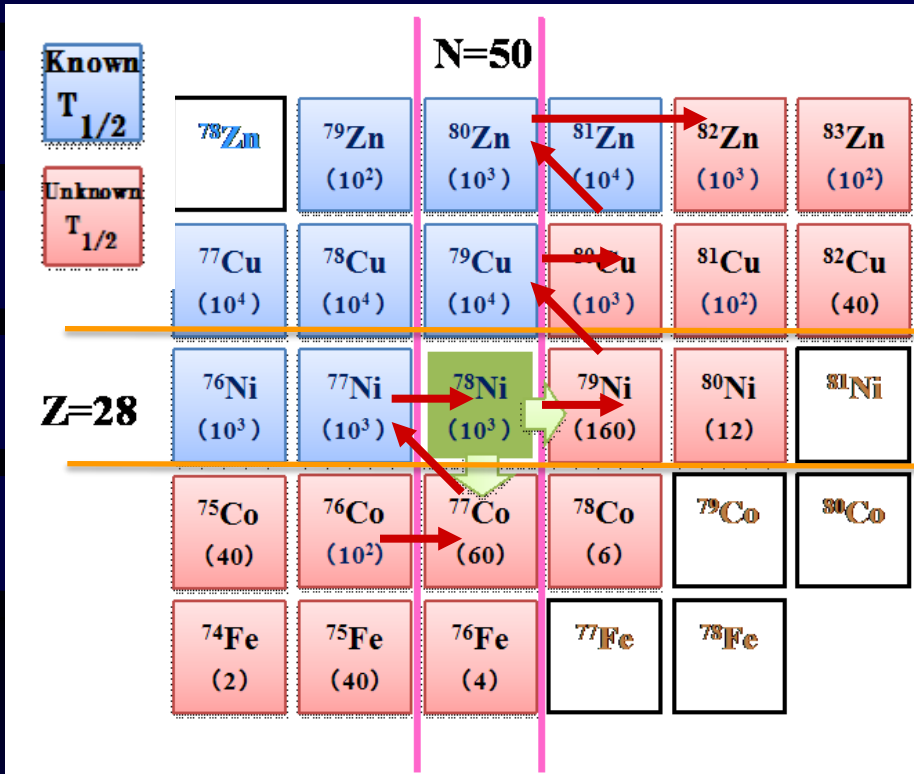 N=50
Known
T1/2
Unknown
T1/2
⁷⁸Zn ⁷⁹Zn ⁸⁰Zn ⁸¹Zn ⁸²Zn ⁸³Zn
(10²) (10³) (10⁴) (10³) (10²)
⁷⁷Cu ⁷⁸Cu ⁷⁹Cu ⁸⁰Cu ⁸¹Cu ⁸²Cu
(10⁴) (10⁴) (10⁴) (10³) (10²) (40)
Z=28
⁷⁶Ni ⁷⁷Ni ⁷⁸Ni ⁷⁹Ni ⁸⁰Ni ⁸¹Ni
(10³) (10³) (10³) (160) (12)
⁷⁵Co ⁷⁶Co ⁷⁷Co ⁷⁸Co ⁷⁹Co ⁸⁰Co
(40) (10²) (60) (6)
⁷⁴Fe ⁷⁵Fe ⁷⁶Fe ⁷⁷Fe ⁷⁸Fe
(2) (40) (4)